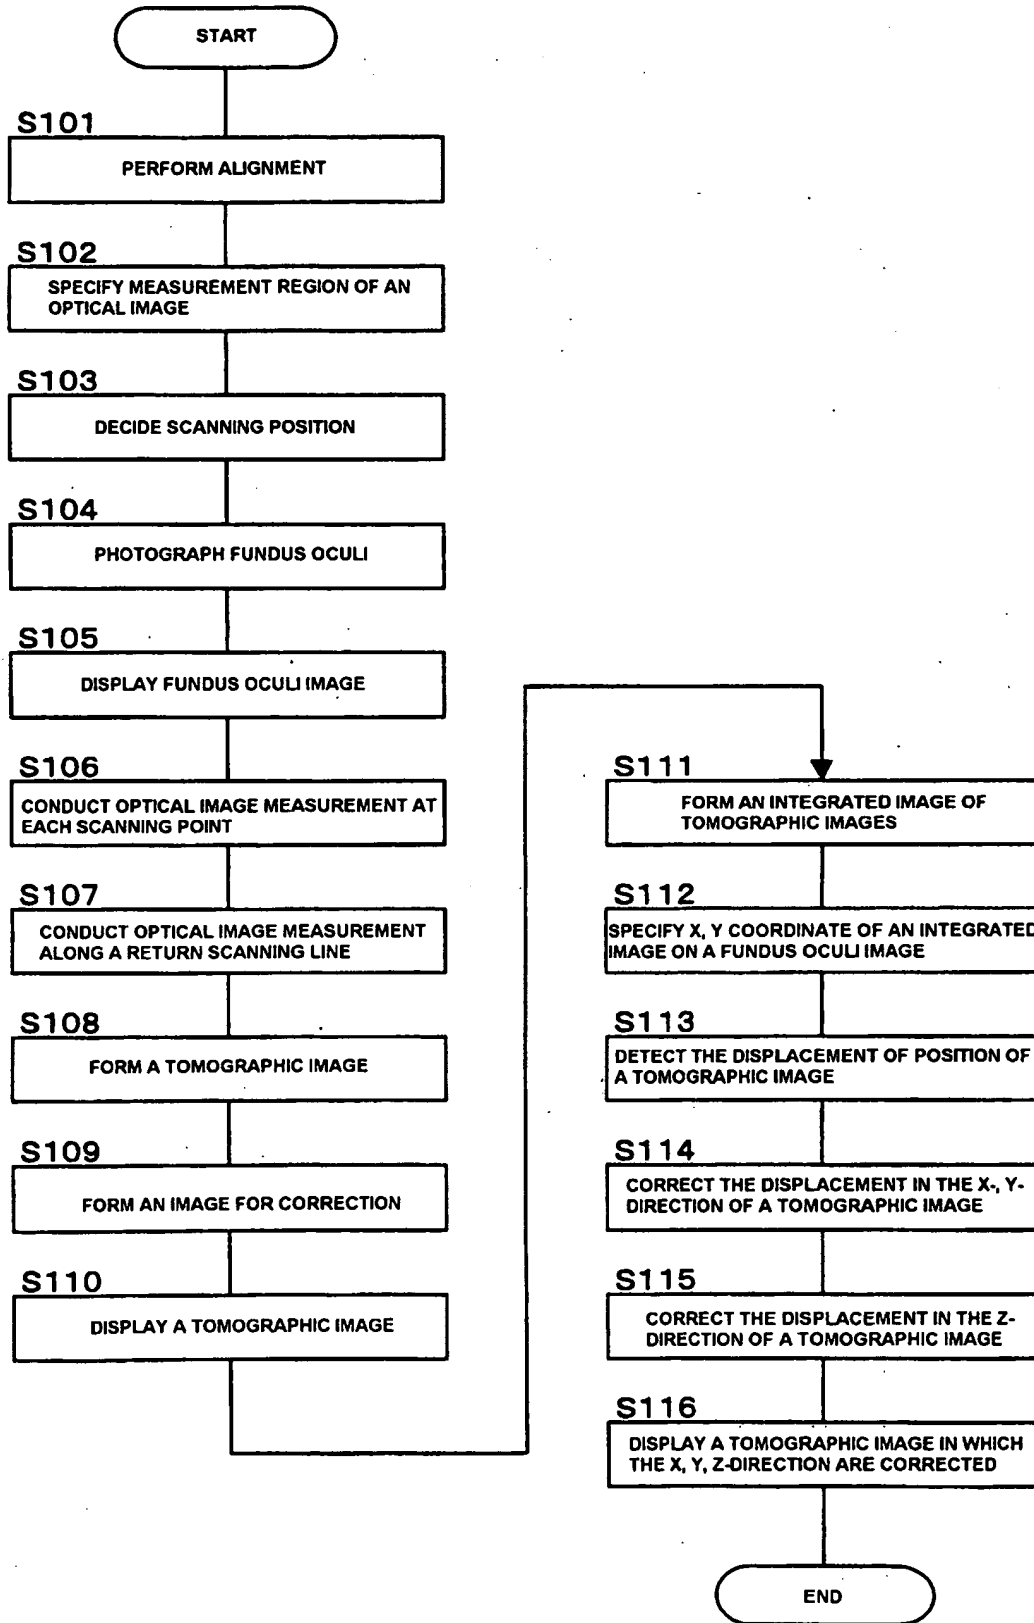 START
S101
PERFORM ALIGNMENT
S102
SPECIFY MEASUREMENT REGION OF AN
OPTICAL IMAGE
S103
DECIDE SCANNING POSITION
S104
PHOTOGRAPH FUNDUS OCULI
S105
DISPLAY FUNDUS OCULI IMAGE
S106
CONDUCT OPTICAL IMAGE MEASUREMENT AT
EACH SCANNING POINT
S107
CONDUCT OPTICAL IMAGE MEASUREMENT
ALONG A RETURN SCANNING LINE
S108
FORM A TOMOGRAPHIC IMAGE
S109
FORM AN IMAGE FOR CORRECTION
S110
DISPLAY A TOMOGRAPHIC IMAGE
S111
FORM AN INTEGRATED IMAGE OF
TOMOGRAPHIC IMAGES
S112
SPECIFY X, Y COORDINATE OF AN INTEGRATED
IMAGE ON A FUNDUS OCULI IMAGE
S113
DETECT THE DISPLACEMENT OF POSITION OF
A TOMOGRAPHIC IMAGE
S114
CORRECT THE DISPLACEMENT IN THE X-, Y-
DIRECTION OF A TOMOGRAPHIC IMAGE
S115
CORRECT THE DISPLACEMENT IN THE Z-
DIRECTION OF A TOMOGRAPHIC IMAGE
S116
DISPLAY A TOMOGRAPHIC IMAGE IN WHICH
THE X, Y, Z-DIRECTION ARE CORRECTED
END